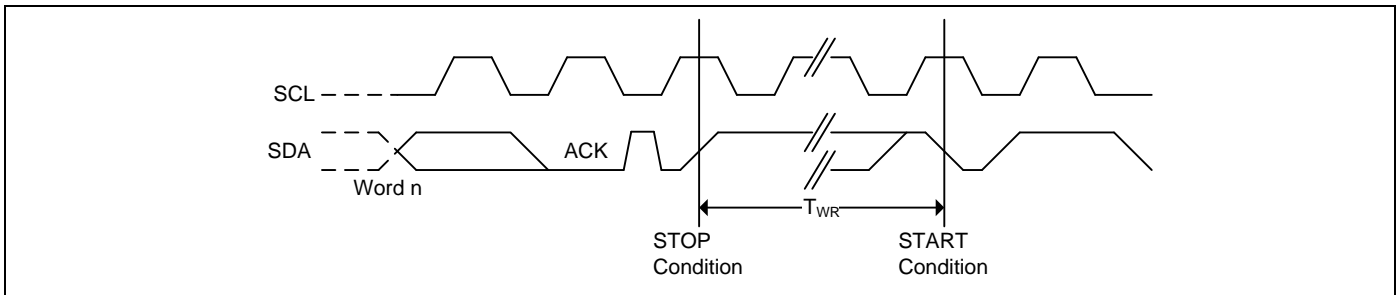 SCL
SDA
ACK
Word n
TWR
STOP
Condition
START
Condition